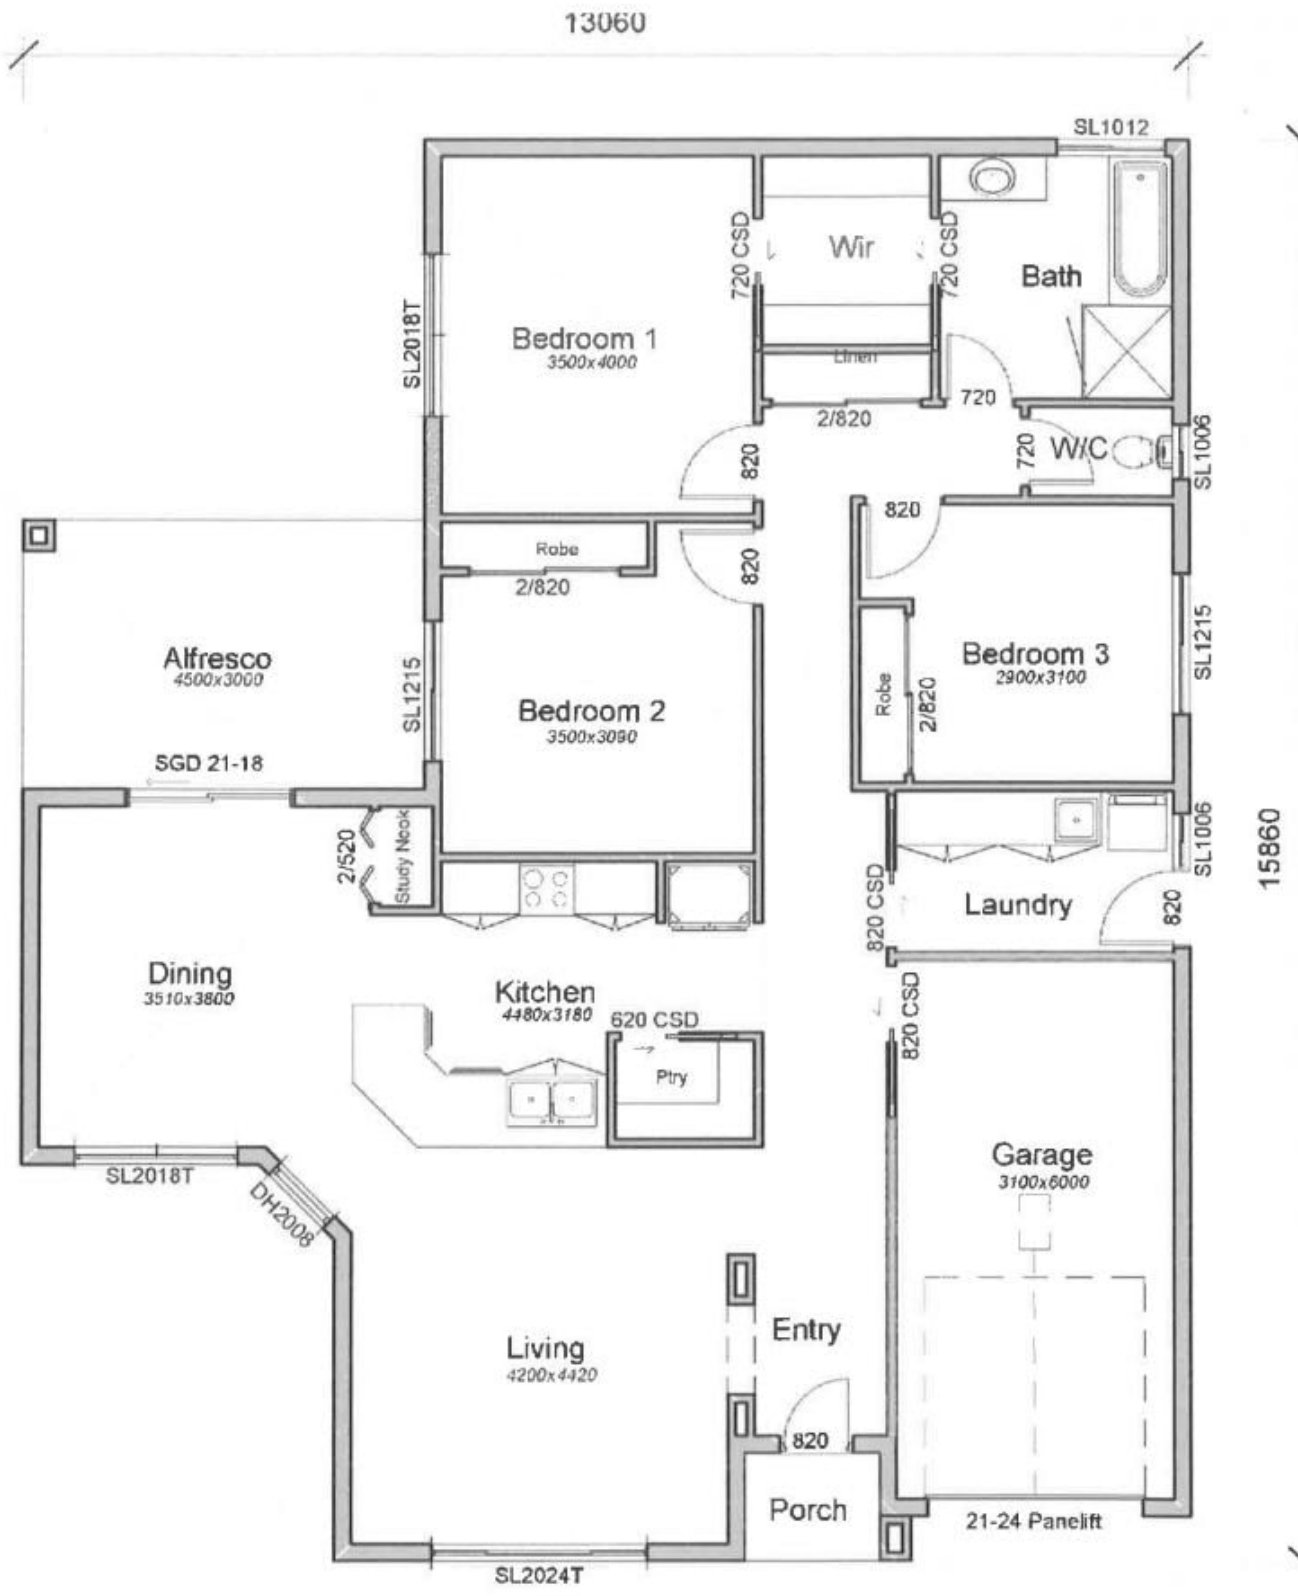 13060
SL1012
720 CSD
Wir
720 CSD
Bath
SL2018T
Bedroom 1
3500x4000
Linen
2/820
720
820
720
W/C
SL1006
820
Robe
2/820
820
Alfresco
4500x3000
SL1215
Bedroom 2
3500x3090
Bedroom 3
2900x3100
SL1215
Robe
2/820
SGD 21-18
2/520
Study Nook
SL1006
15860
820 CSD
Laundry
820
Dining
3510x3800
Kitchen
4480x3180
620 CSD
820 CSD
Ptry
SL2018T
DH2008
Garage
3100x6000
Entry
Living
4200x4420
820
Porch
21-24 Panelift
SL2024T